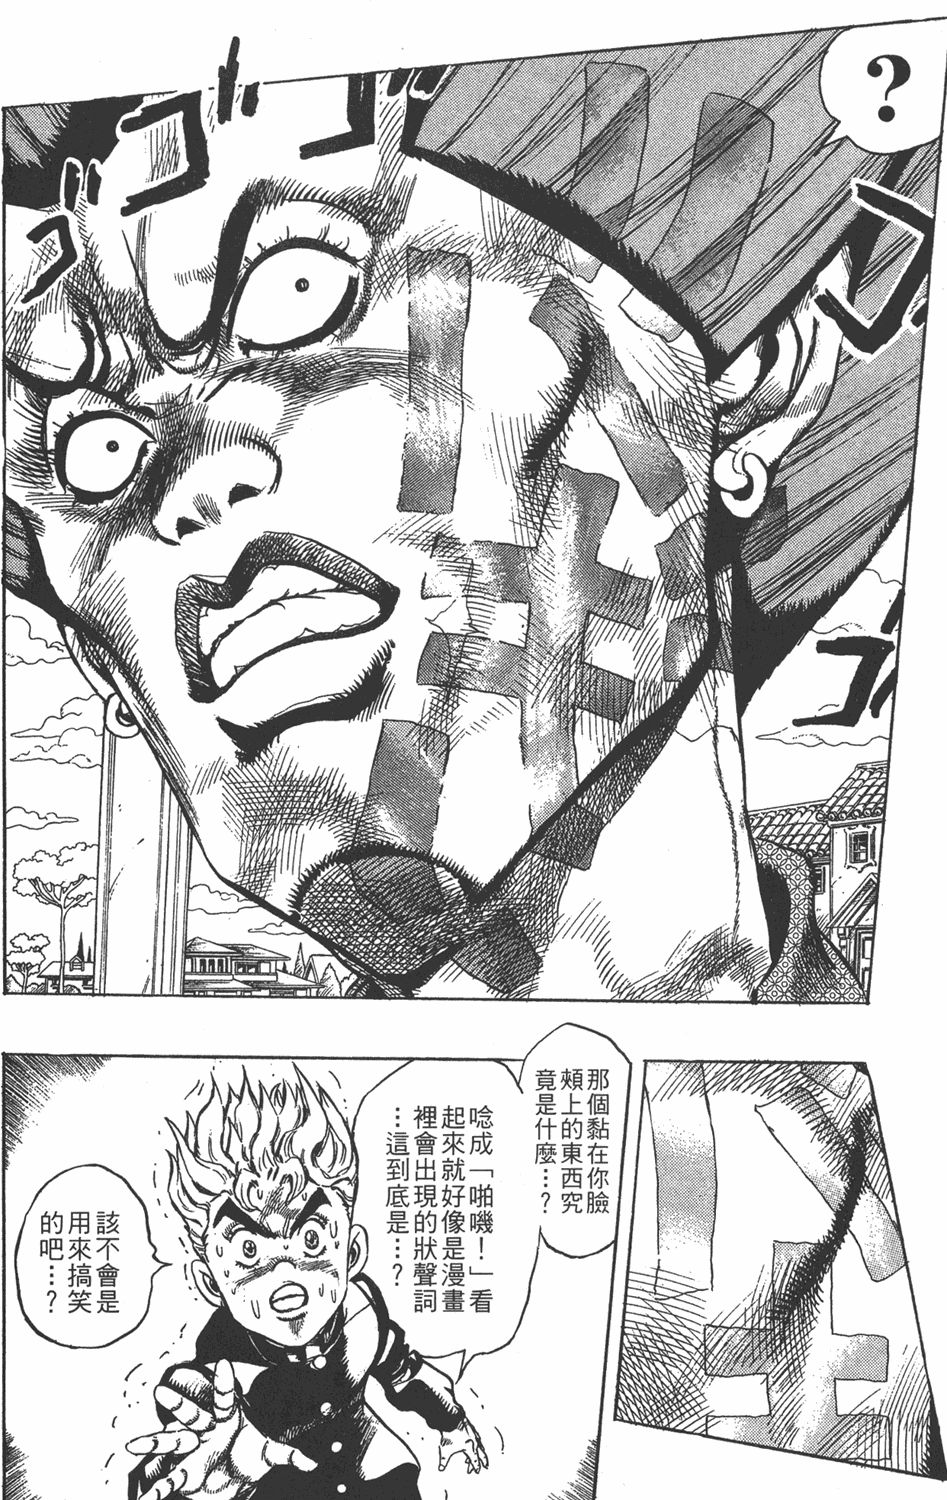 ?
ゴ
ゴ
ゴ
ゴ
ゴ
那個黏在你臉
頰上的東西究
竟是什麼…?
唸成「啪嘰!」看
起來就好像是漫畫
裡會出現的狀聲詞
…這到底是…?
該不會是
用來搞笑
的吧…?